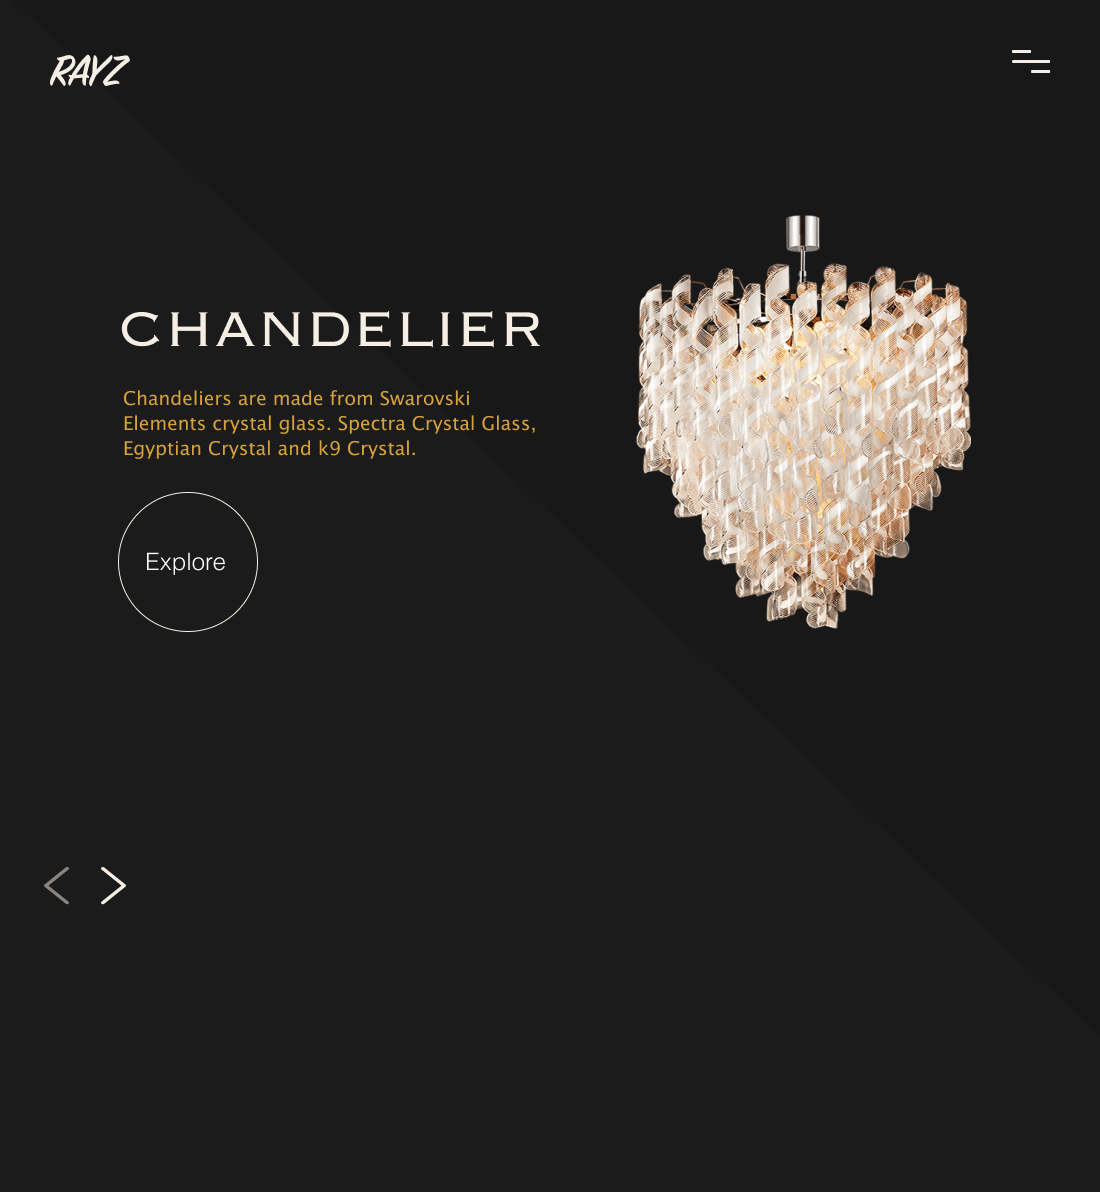 RAYZ
CHANDELIER
Chandeliers are made from Swarovski
Elements crystal glass. Spectra Crystal Glass,
Egyptian Crystal and k9 Crystal.
Explore